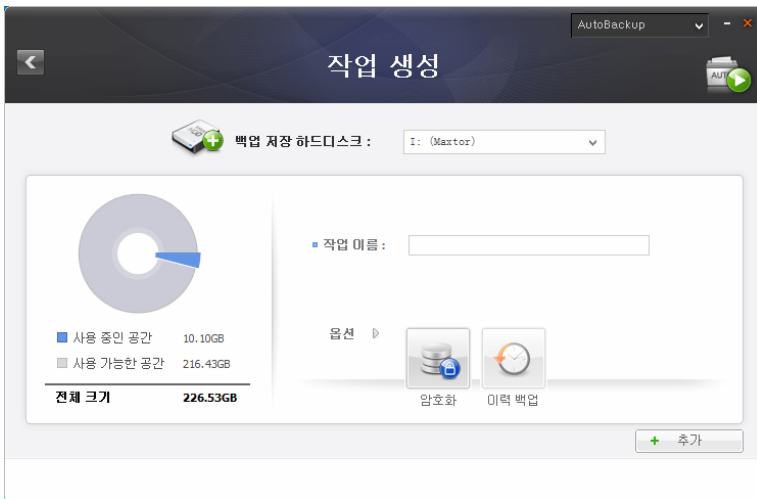 AutoBackup
작업 생성
AUTO
백업 저장 하드디스크 :
I: (Maxtor)
작업 이름 :
사용 중인 공간 10.10GB
사용 가능한 공간 216.43GB
전체 크기 226.53GB
옵션
암호화 이력 백업
+ 추가